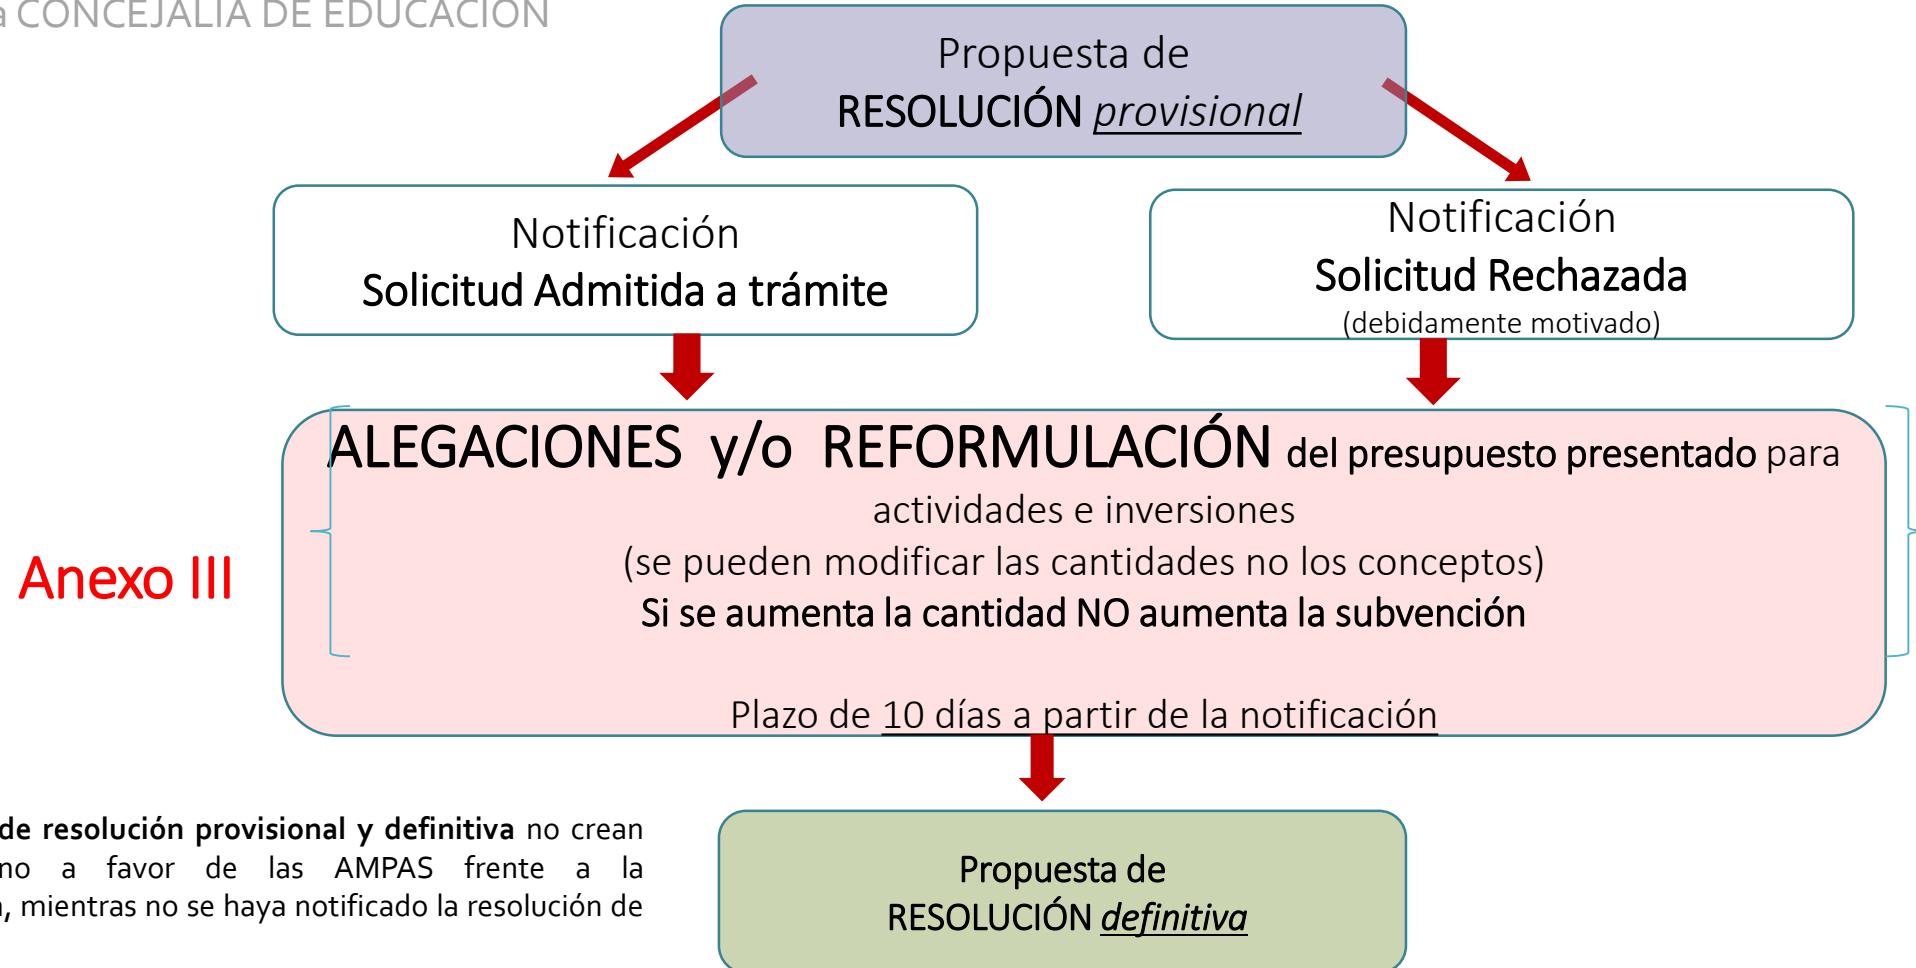 a CONCEJALIA DE EDUCACIÓN
Propuesta de
RESOLUCIÓN provisional
Notificación
Solicitud Admitida a trámite
Notificación
Solicitud Rechazada
(debidamente motivado)
ALEGACIONES y/o REFORMULACIÓN del presupuesto presentado para
actividades e inversiones
(se pueden modificar las cantidades no los conceptos)
Si se aumenta la cantidad NO aumenta la subvención
Plazo de 10 días a partir de la notificación
Anexo III
de resolución provisional y definitiva no crean
no a favor de las AMPAS frente a la
, mientras no se haya notificado la resolución de
Propuesta de
RESOLUCIÓN definitiva